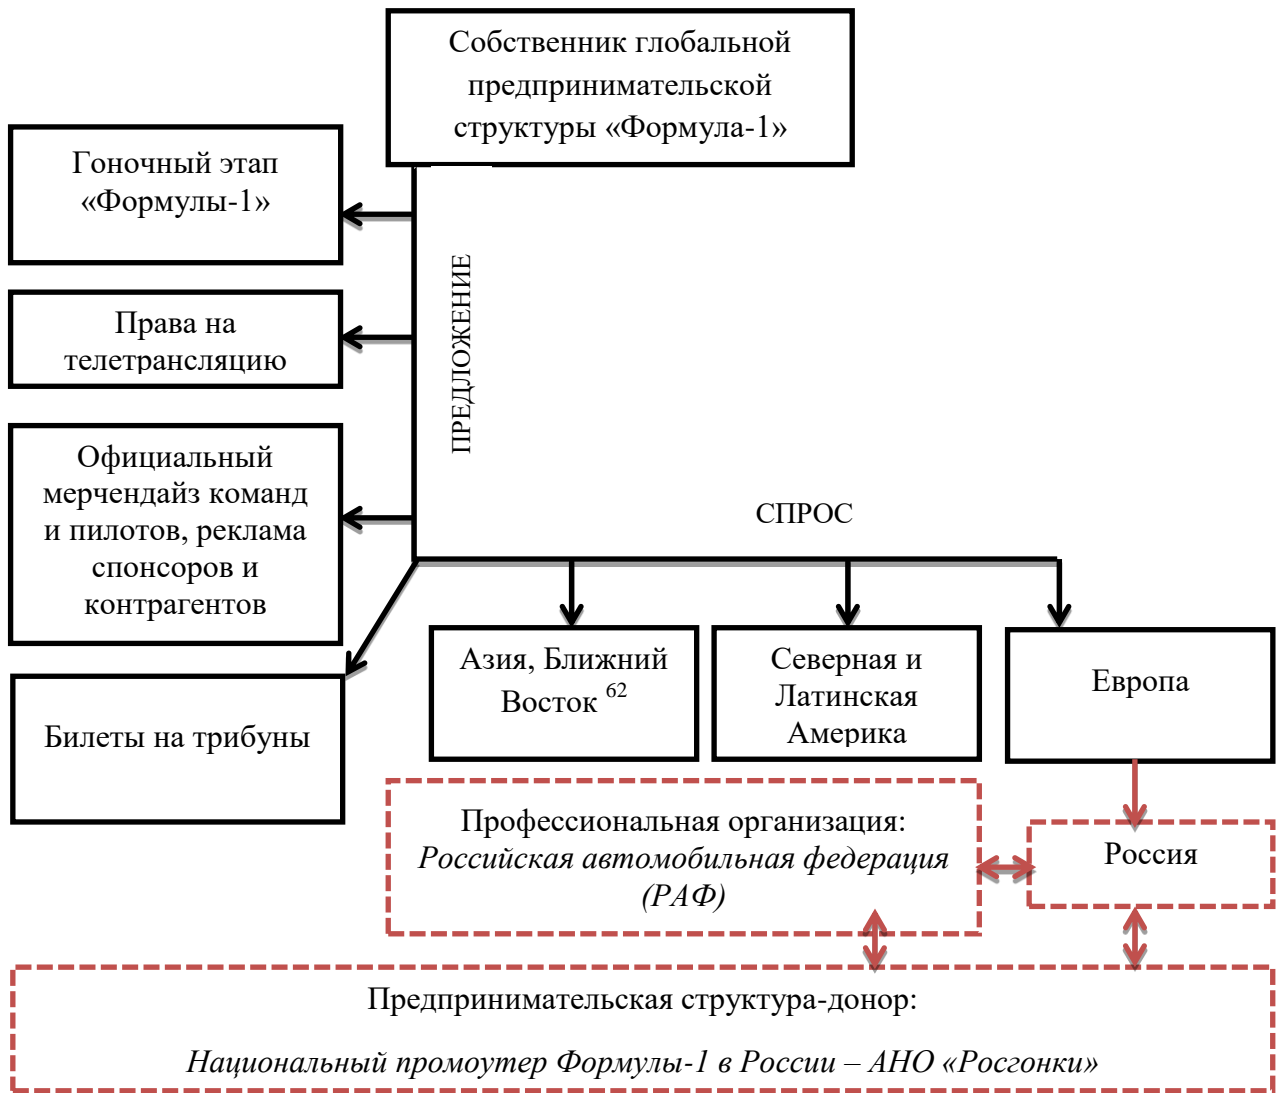 Собственник глобальной
предпринимательской
структуры «Формула-1»
Гоночный этап
«Формулы-1»
Права на
телетрансляцию
ПРЕДЛОЖЕНИЕ
Официальный
мерчендайз команд
и пилотов, реклама
спонсоров и
контрагентов
СПРОС
Билеты на трибуны
Азия, Ближний
Восток 62
Северная и
Латинская
Америка
Европа
Профессиональная организация:
Российская автомобильная федерация
(РАФ)
Россия
Предпринимательская структура-донор:
Национальный промоутер Формулы-1 в России – АНО «Росгонки»